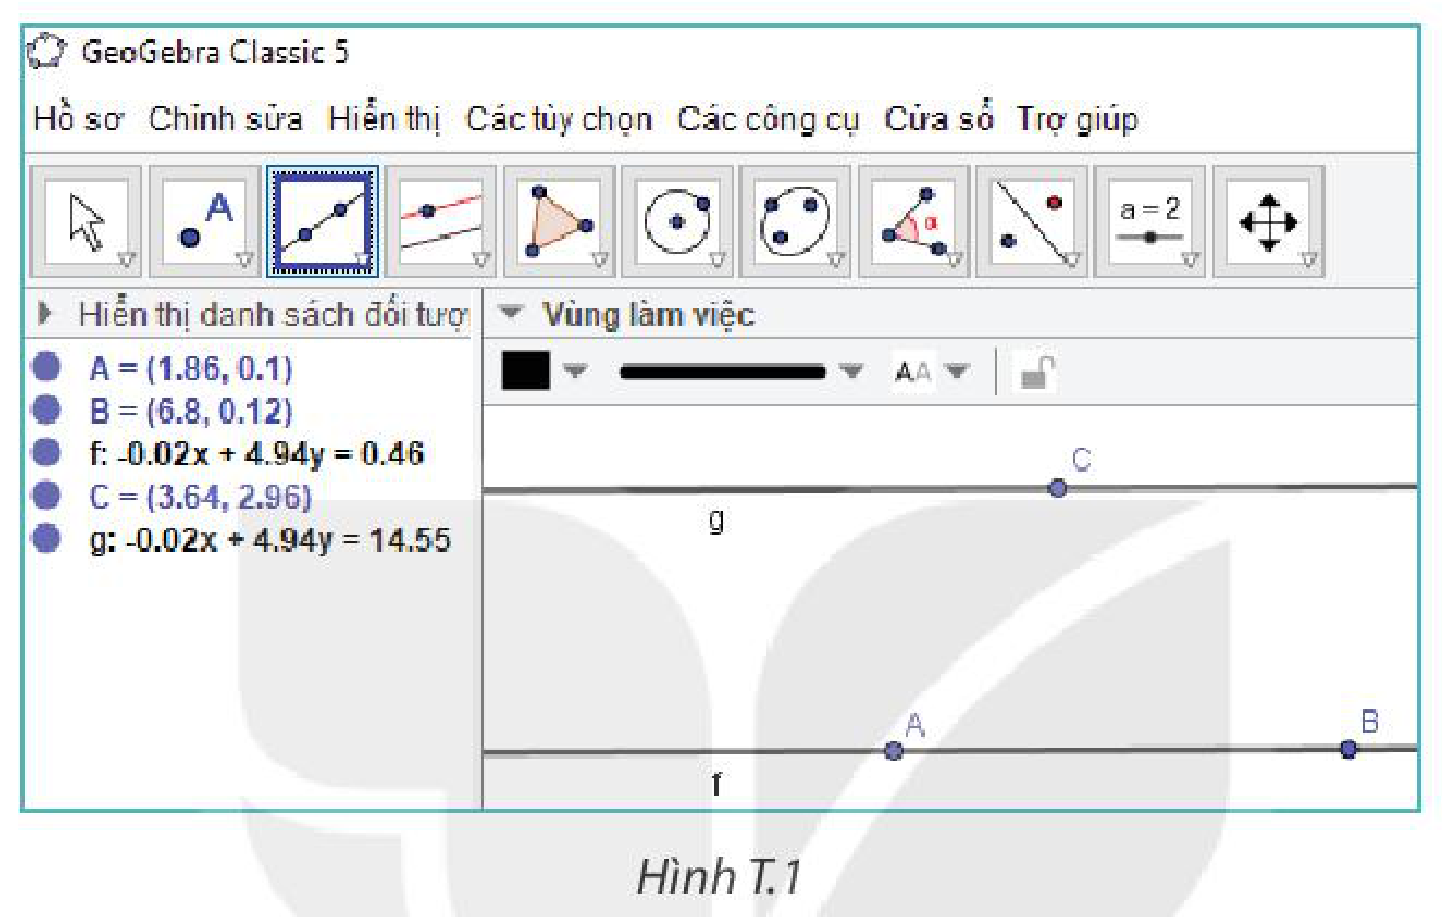 GeoGebra Classic 5
Hồ sơ Chỉnh sửa Hiển thị Các tùy chọn Các công cụ Cửa sổ Trợ giúp
A α a = 2
Hiển thị danh sách đối tượ
Vùng làm việc
A = (1.86, 0.1)
B = (6.8, 0.12)
f: -0.02x + 4.94y = 0.46
C = (3.64, 2.96)
g: -0.02x + 4.94y = 14.55
AA
C
g
A
B
f
Hình T.1